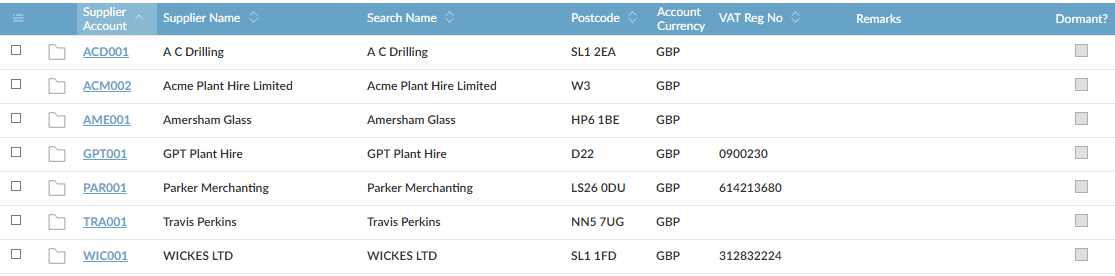 Supplier Account Supplier Name Search Name Postcode Account Currency VAT Reg No Remarks Dormant?
ACD001 A C Drilling A C Drilling SL1 2EA GBP
ACM002 Acme Plant Hire Limited Acme Plant Hire Limited W3 GBP
AME001 Amersham Glass Amersham Glass HP6 1BE GBP
GPT001 GPT Plant Hire GPT Plant Hire D22 GBP 0900230
PAR001 Parker Merchanting Parker Merchanting LS26 0DU GBP 614213680
TRA001 Travis Perkins Travis Perkins NN5 7UG GBP
WIC001 WICKES LTD WICKES LTD SL1 1FD GBP 312832224